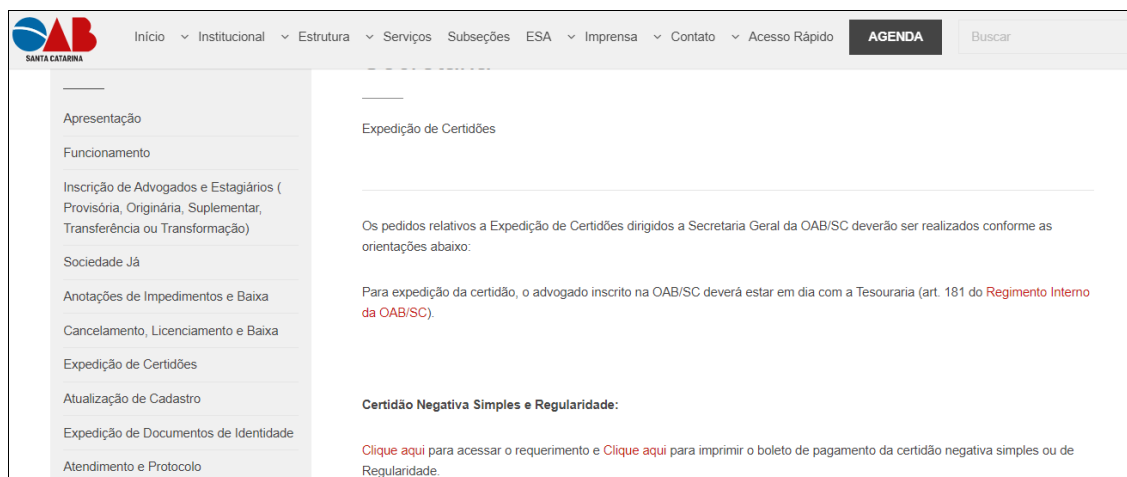 OAB
SANTA CATARINA
Início Institucional Estrutura Serviços Subseções ESA Imprensa Contato Acesso Rápido AGENDA Buscar
Apresentação
Funcionamento
Inscrição de Advogados e Estagiários (
Provisória, Originária, Suplementar,
Transferência ou Transformação)
Sociedade Já
Anotações de Impedimentos e Baixa
Cancelamento, Licenciamento e Baixa
Expedição de Certidões
Atualização de Cadastro
Expedição de Documentos de Identidade
Atendimento e Protocolo
Expedição de Certidões
Os pedidos relativos a Expedição de Certidões dirigidos a Secretaria Geral da OAB/SC deverão ser realizados conforme as
orientações abaixo:
Para expedição da certidão, o advogado inscrito na OAB/SC deverá estar em dia com a Tesouraria (art. 181 do Regimento Interno
da OAB/SC).
Certidão Negativa Simples e Regularidade:
Clique aqui para acessar o requerimento e Clique aqui para imprimir o boleto de pagamento da certidão negativa simples ou de
Regularidade.